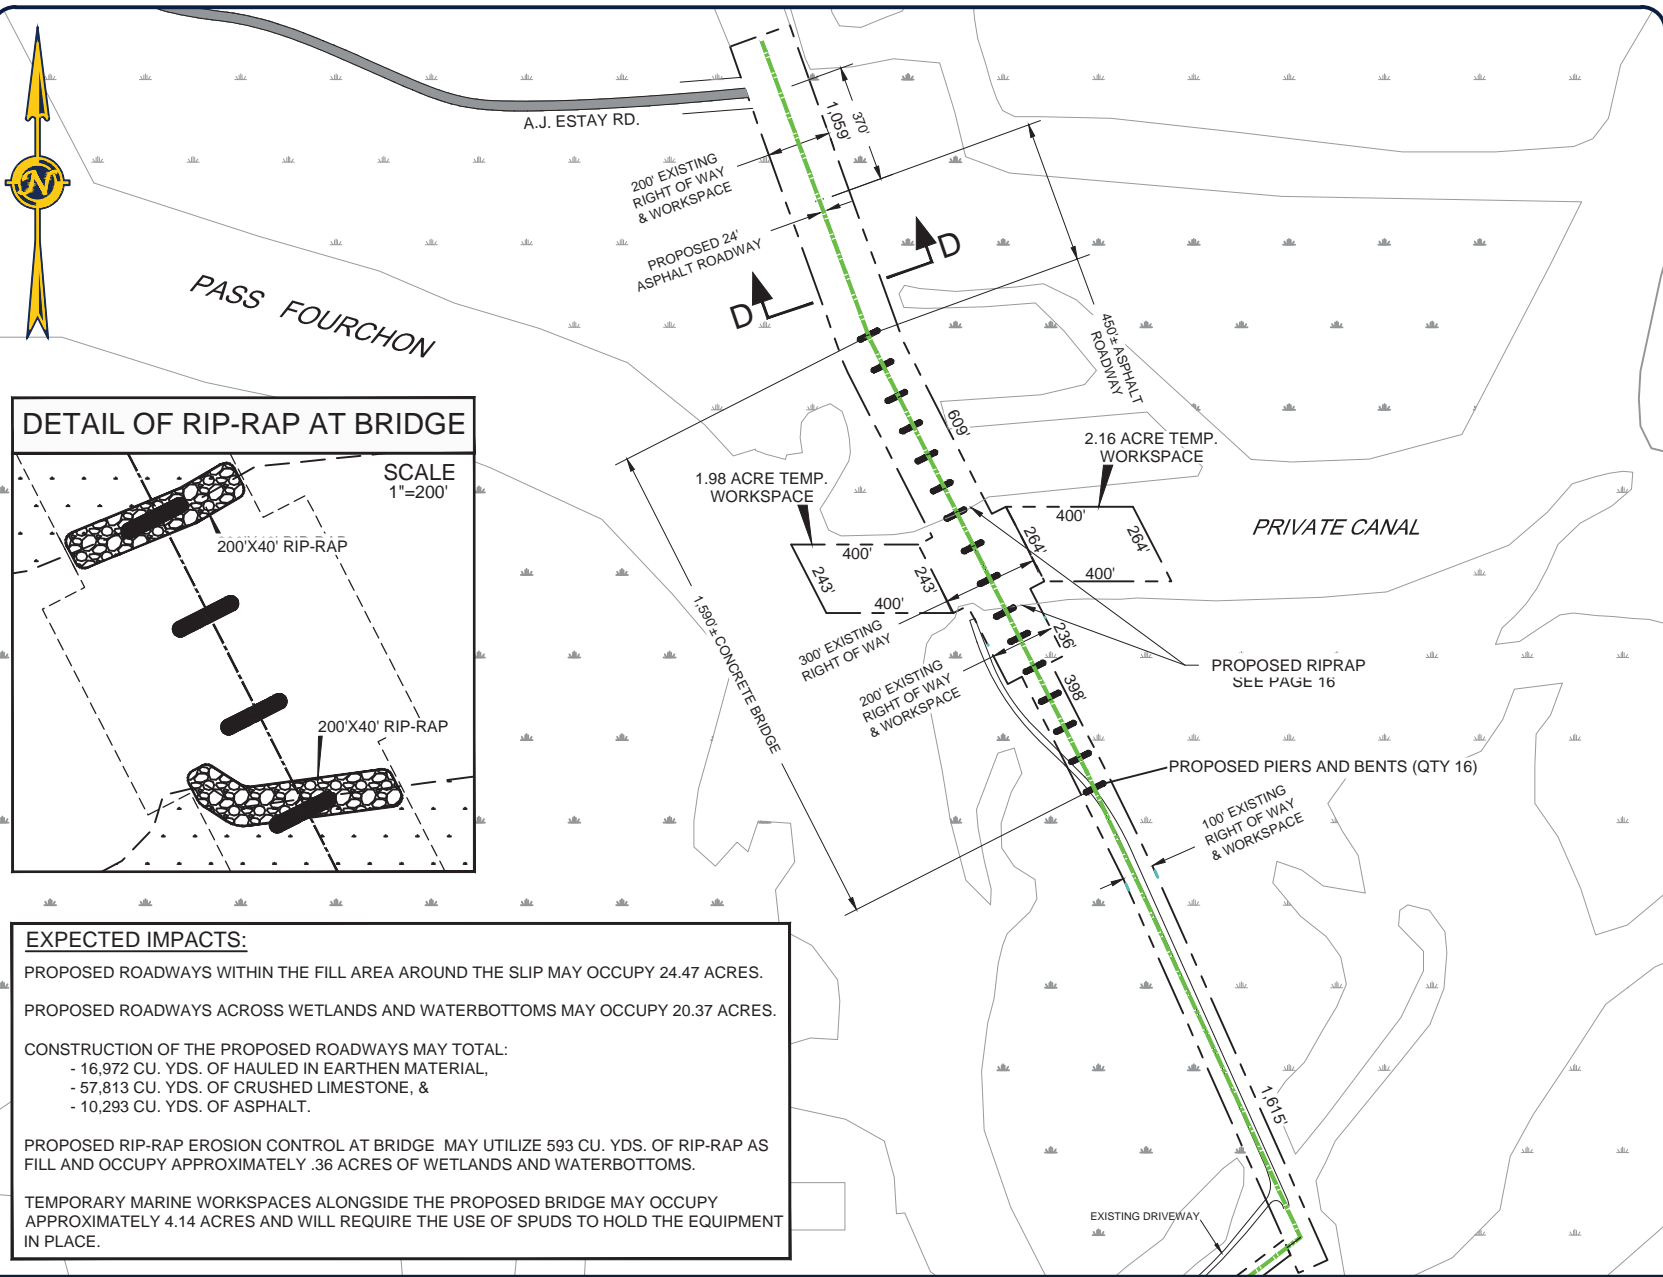 A.J. ESTAY RD.
1,059'
370'
200' EXISTING
RIGHT OF WAY
& WORKSPACE
PROPOSED 24'
ASPHALT ROADWAY
D
D
N
PASS FOURCHON
450'± ASPHALT
ROADWAY
609'
2.16 ACRE TEMP.
WORKSPACE
1.98 ACRE TEMP.
WORKSPACE
400'
264'
264'
400'
PRIVATE CANAL
400'
243'
243'
400'
300' EXISTING
RIGHT OF WAY
236'
200' EXISTING
RIGHT OF WAY
& WORKSPACE
398'
PROPOSED RIPRAP
SEE PAGE 16
1,590'± CONCRETE BRIDGE
PROPOSED PIERS AND BENTS (QTY 16)
100' EXISTING
RIGHT OF WAY
& WORKSPACE
1,615'
EXISTING DRIVEWAY
DETAIL OF RIP-RAP AT BRIDGE
SCALE
1"=200'
200'X40' RIP-RAP
200'X40' RIP-RAP
EXPECTED IMPACTS:
PROPOSED ROADWAYS WITHIN THE FILL AREA AROUND THE SLIP MAY OCCUPY 24.47 ACRES.
PROPOSED ROADWAYS ACROSS WETLANDS AND WATERBOTTOMS MAY OCCUPY 20.37 ACRES.
CONSTRUCTION OF THE PROPOSED ROADWAYS MAY TOTAL:
- 16,972 CU. YDS. OF HAULED IN EARTHEN MATERIAL,
- 57,813 CU. YDS. OF CRUSHED LIMESTONE, &
- 10,293 CU. YDS. OF ASPHALT.
PROPOSED RIP-RAP EROSION CONTROL AT BRIDGE MAY UTILIZE 593 CU. YDS. OF RIP-RAP AS
FILL AND OCCUPY APPROXIMATELY .36 ACRES OF WETLANDS AND WATERBOTTOMS.
TEMPORARY MARINE WORKSPACES ALONGSIDE THE PROPOSED BRIDGE MAY OCCUPY
APPROXIMATELY 4.14 ACRES AND WILL REQUIRE THE USE OF SPUDS TO HOLD THE EQUIPMENT
IN PLACE.